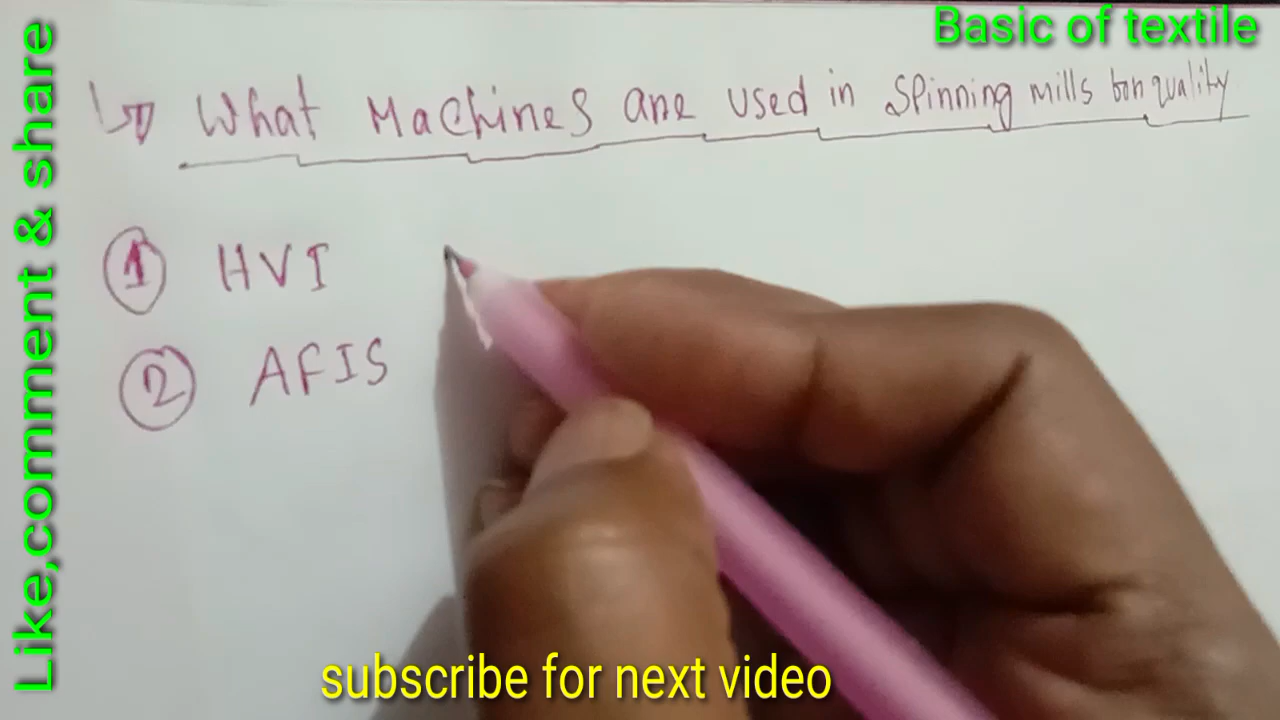 Basic of textile
What Machines are used in Spinning mills for quality
1 HVI
2 AFIS
Like,comment & share
subscribe for next video